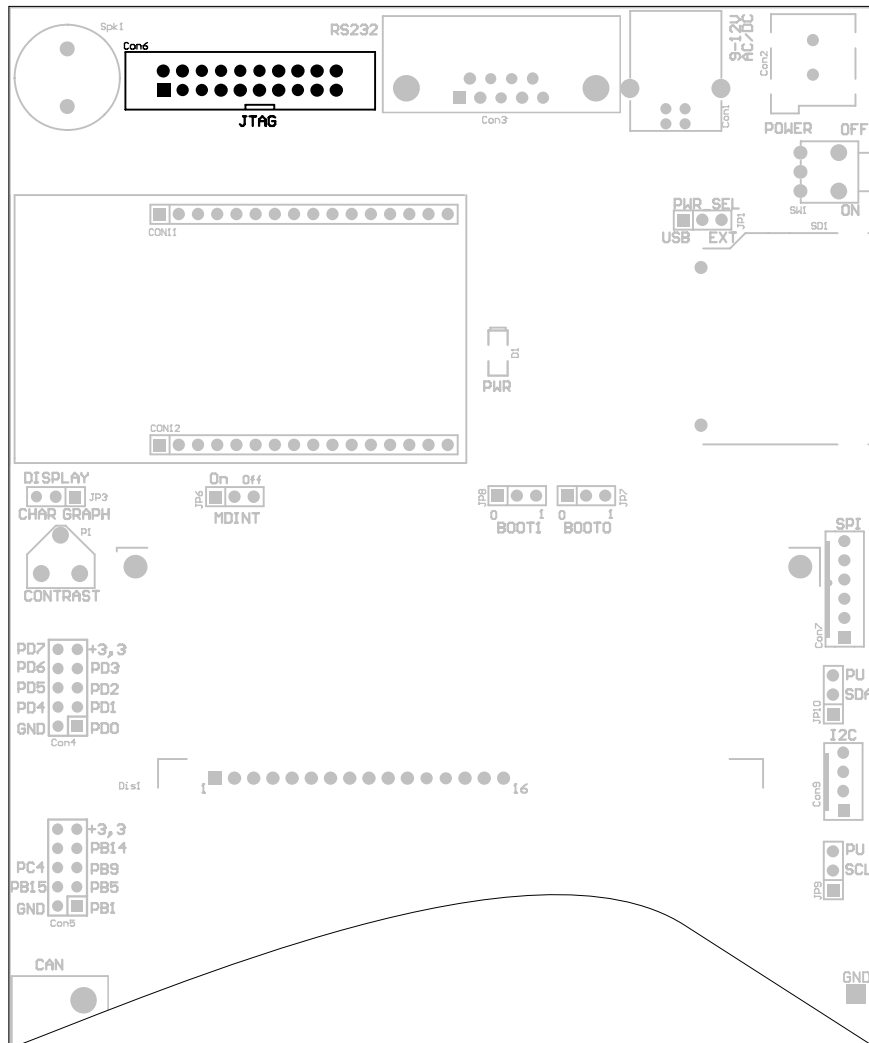 Spk1
RS232
9-12V
AC/DC
Con6
Con2
JTAG
Con3
Con1
POWER OFF
PWR SEL
JP1
SW1
ON
SD1
CON11
USB EXT
D1
PWR
CON12
DISPLAY
JP3
CHAR GRAPH
On Off
JP6
MDINT
JP8
0 1
BOOT1
JP7
0 1
BOOT0
P1
CONTRAST
SPI
Con7
PD7 +3,3
PD6 PD3
PD5 PD2
PD4 PD1
GND PD0
Con4
PU
SDA
JP10
I2C
Con9
Dis1
1 16
+3,3
PB14
PC4 PB9
PB15 PB5
GND PB1
Con5
PU
SCL
JP9
CAN
GND